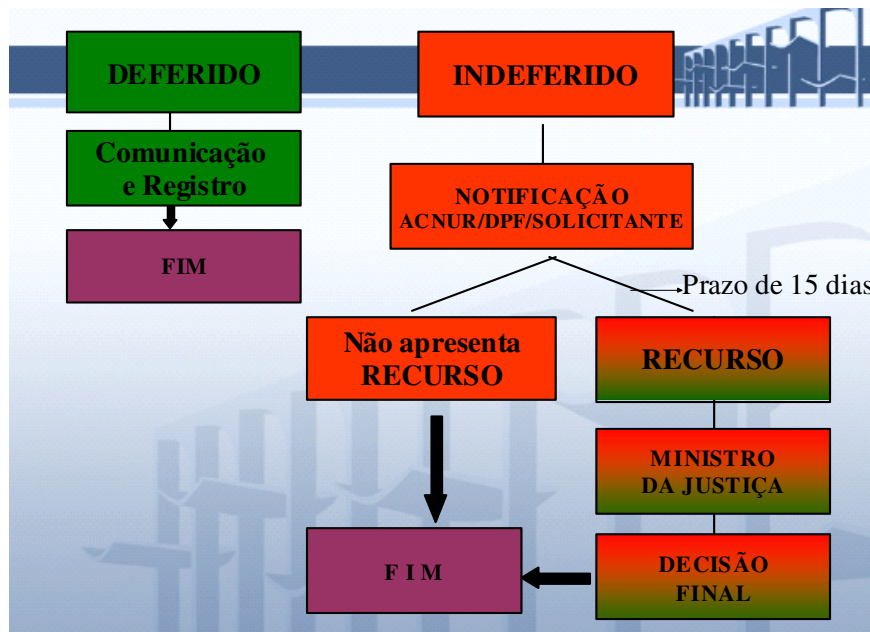 DEFERIDO
Comunicação
e Registro
FIM
INDEFERIDO
NOTIFICAÇÃO
ACNUR/DPF/SOLICITANTE
Prazo de 15 dias
Não apresenta
RECURSO
RECURSO
MINISTRO
DA JUSTIÇA
DECISÃO
FINAL
F I M